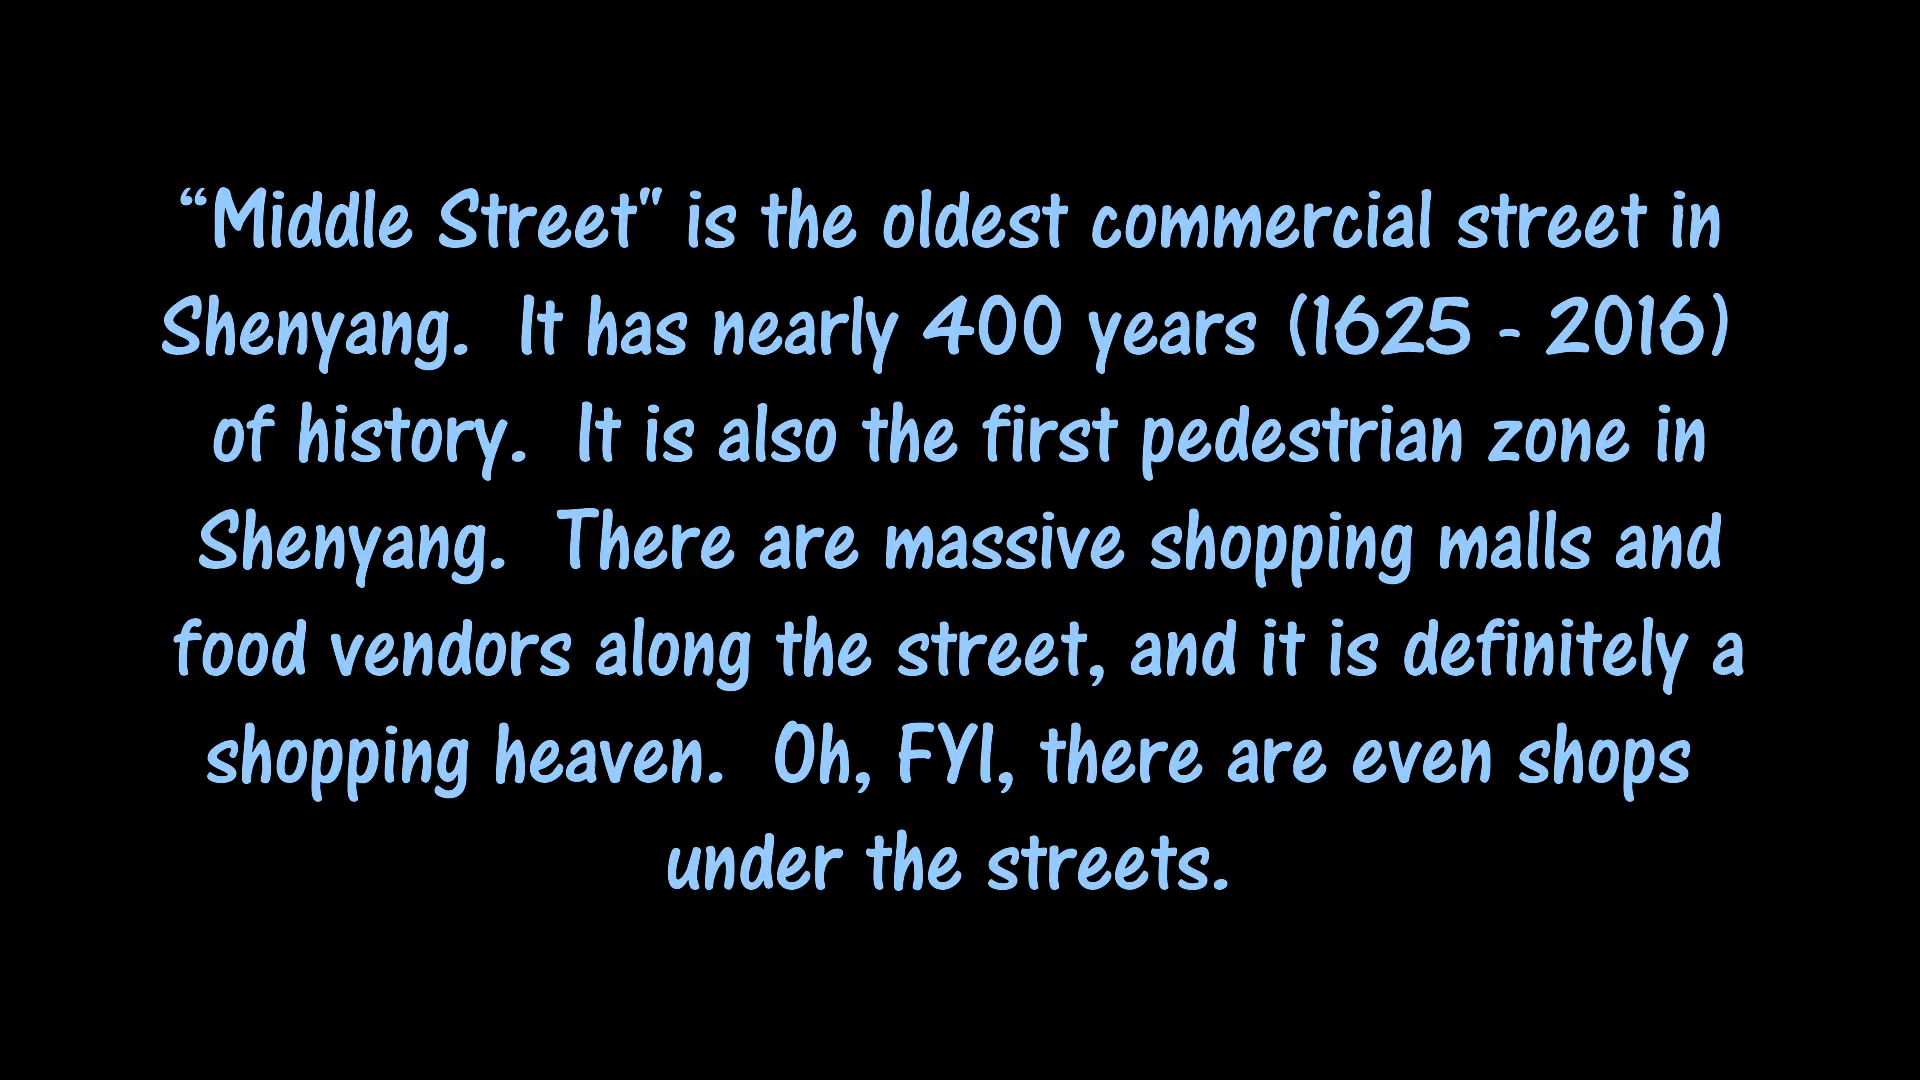 “Middle Street" is the oldest commercial street in
Shenyang.  It has nearly 400 years (1625 - 2016)
of history.  It is also the first pedestrian zone in
Shenyang.  There are massive shopping malls and
food vendors along the street, and it is definitely a
shopping heaven.  Oh, FYI, there are even shops
under the streets.